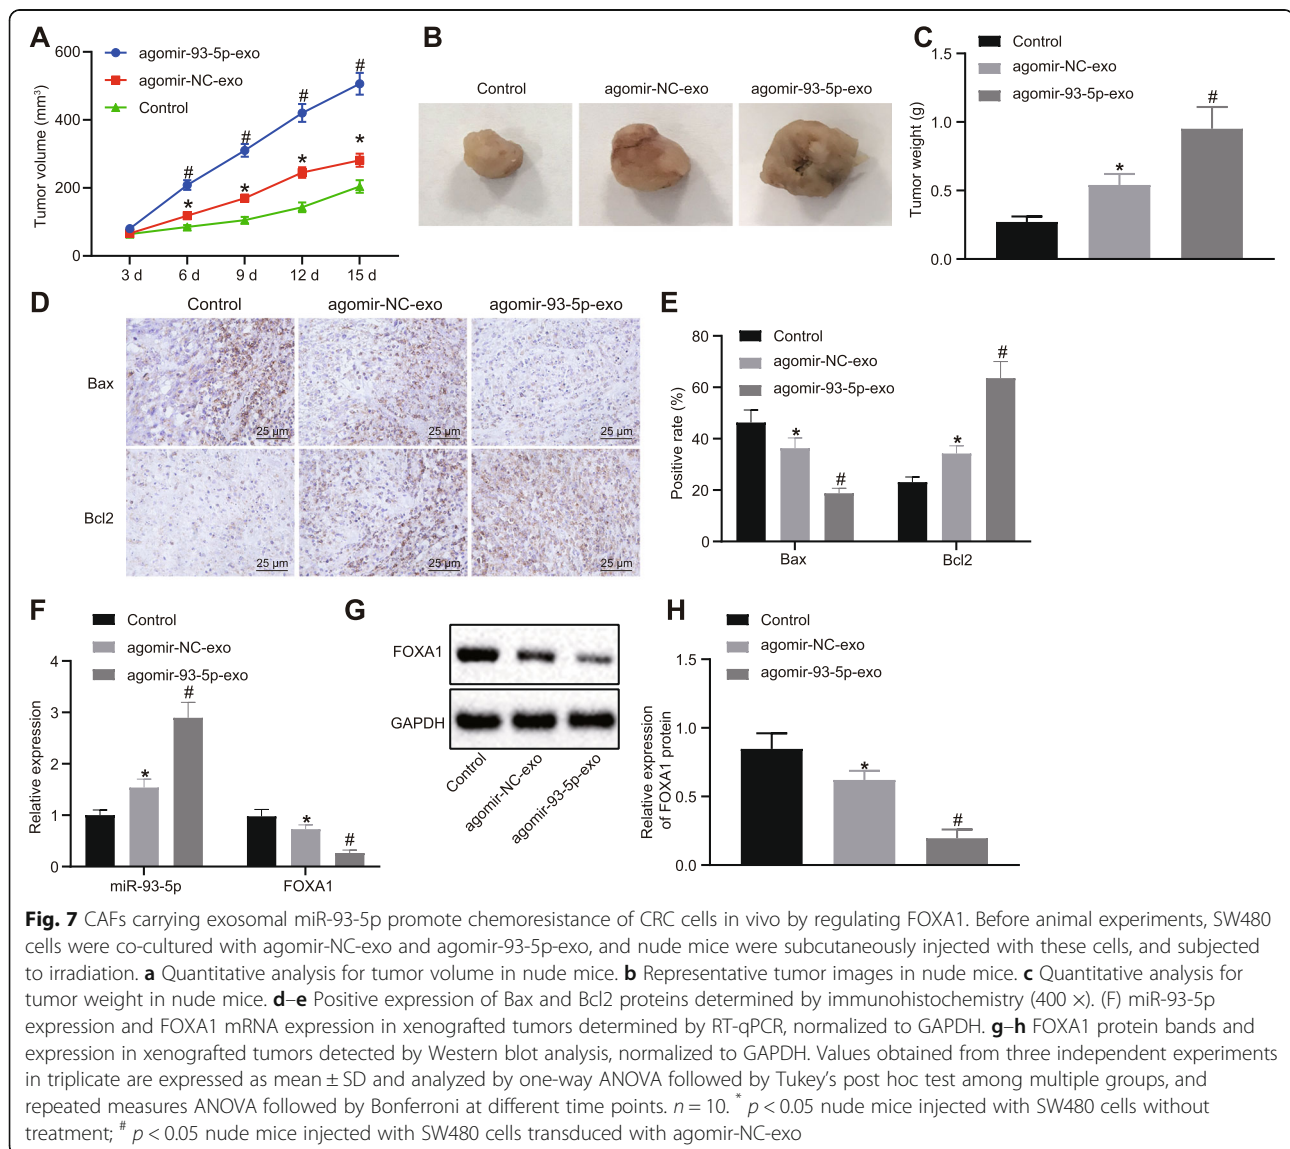 A
600
400
200
0
Tumor volume (mm³)
agomir-93-5p-exo
agomir-NC-exo
Control
#
#
#
#
*
*
*
*
3 d
6 d
9 d
12 d
15 d
B
Control
agomir-NC-exo
agomir-93-5p-exo
C
Control
agomir-NC-exo
agomir-93-5p-exo
1.5
1.0
0.5
0.0
Tumor weight (g)
*
#
D
Control
agomir-NC-exo
agomir-93-5p-exo
Bax
25 µm
25 µm
25 µm
Bcl2
25 µm
25 µm
25 µm
E
80
60
40
20
0
Positive rate (%)
Control
agomir-NC-exo
agomir-93-5p-exo
*
#
*
#
Bax
Bcl2
F
Control
agomir-NC-exo
agomir-93-5p-exo
4
3
2
1
0
Relative expression
*
#
*
#
miR-93-5p
FOXA1
G
FOXA1
GAPDH
Control
agomir-NC-exo
agomir-93-5p-exo
H
Control
agomir-NC-exo
agomir-93-5p-exo
1.5
1.0
0.5
0.0
Relative expression
of FOXA1 protein
*
#
Fig. 7 CAFs carrying exosomal miR-93-5p promote chemoresistance of CRC cells in vivo by regulating FOXA1. Before animal experiments, SW480
cells were co-cultured with agomir-NC-exo and agomir-93-5p-exo, and nude mice were subcutaneously injected with these cells, and subjected
to irradiation. a Quantitative analysis for tumor volume in nude mice. b Representative tumor images in nude mice. c Quantitative analysis for
tumor weight in nude mice. d–e Positive expression of Bax and Bcl2 proteins determined by immunohistochemistry (400 ×). (F) miR-93-5p
expression and FOXA1 mRNA expression in xenografted tumors determined by RT-qPCR, normalized to GAPDH. g–h FOXA1 protein bands and
expression in xenografted tumors detected by Western blot analysis, normalized to GAPDH. Values obtained from three independent experiments
in triplicate are expressed as mean ± SD and analyzed by one-way ANOVA followed by Tukey's post hoc test among multiple groups, and
repeated measures ANOVA followed by Bonferroni at different time points. n = 10. * p < 0.05 nude mice injected with SW480 cells without
treatment; # p < 0.05 nude mice injected with SW480 cells transduced with agomir-NC-exo